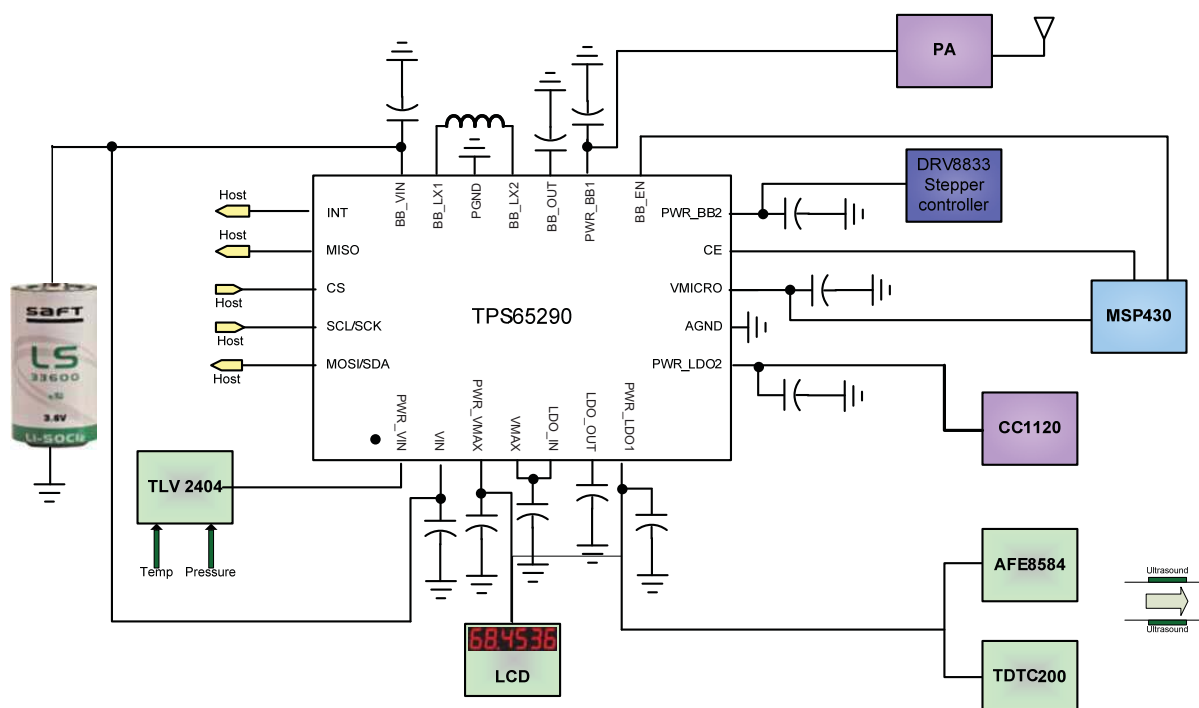 PA
DRV8833
Stepper
controller
BB_VIN
BB_LX1
PGND
BB_LX2
BB_OUT
PWR_BB1
BB_EN
Host
INT
Host
MISO
CS
Host
SCL/SCK
Host
MOSI/SDA
Host
TPS65290
PWR_BB2
CE
VMICRO
AGND
PWR_LDO2
MSP430
CC1120
SAFT
LS
33600
3.6V
Li-SOCl2
PWR_VIN
VIN
PWR_VMAX
VMAX
LDO_IN
LDO_OUT
PWR_LDO1
TLV 2404
Temp
Pressure
68.4536
LCD
AFE8584
TDTC200
Ultrasound
Ultrasound